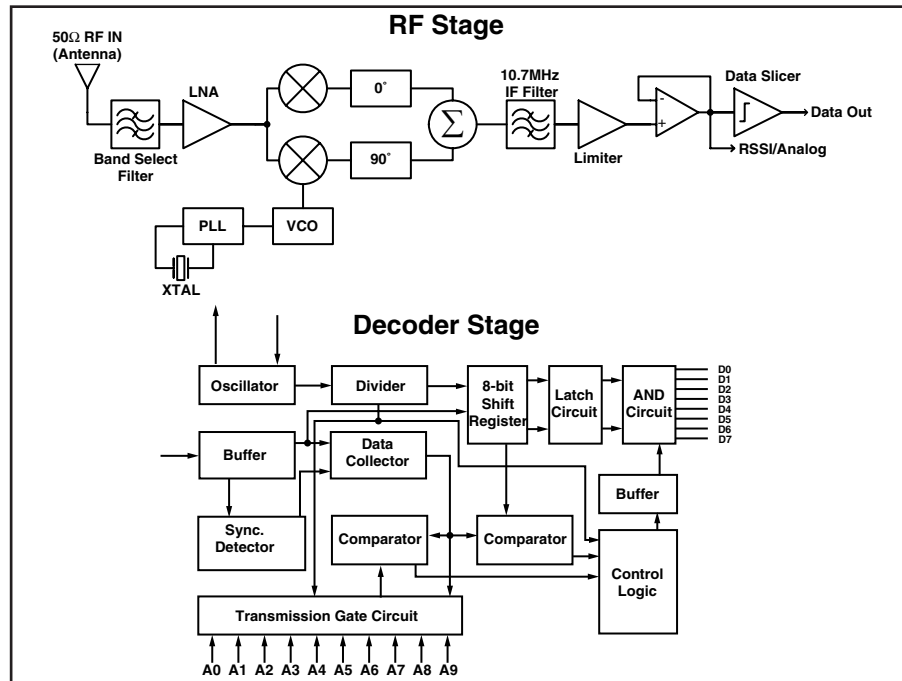 RF Stage
50Ω RF IN
(Antenna)
LNA
Band Select
Filter
0˚
90˚
Σ
10.7MHz
IF Filter
Limiter
-
+
Data Slicer
Data Out
RSSI/Analog
PLL
VCO
XTAL
Decoder Stage
Oscillator
Divider
8-bit
Shift
Register
Latch
Circuit
AND
Circuit
D0
D1
D2
D3
D4
D5
D6
D7
Buffer
Data
Collector
Buffer
Sync.
Detector
Comparator
Comparator
Control
Logic
Transmission Gate Circuit
A0 A1 A2 A3 A4 A5 A6 A7 A8 A9